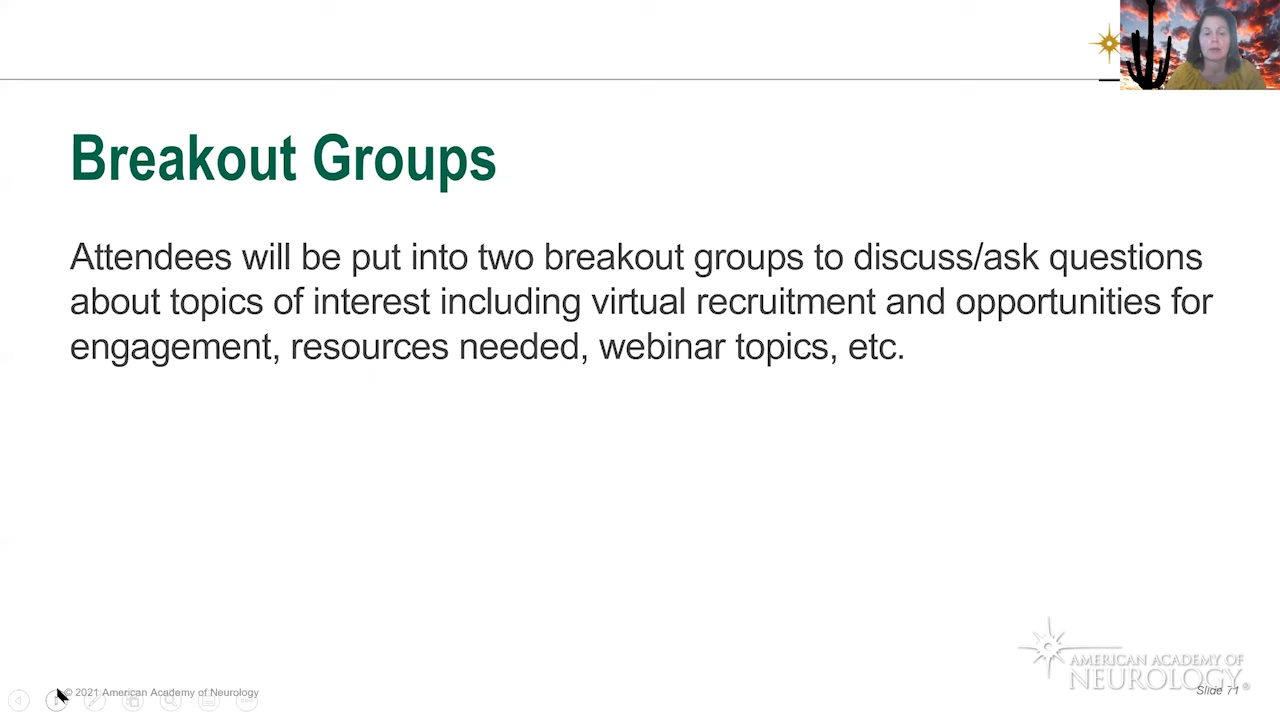 Breakout Groups
Attendees will be put into two breakout groups to discuss/ask questions
about topics of interest including virtual recruitment and opportunities for
engagement, resources needed, webinar topics, etc.
AMERICAN ACADEMY OF
NEUROLOGY®
© 2021 American Academy of Neurology
Slide 71